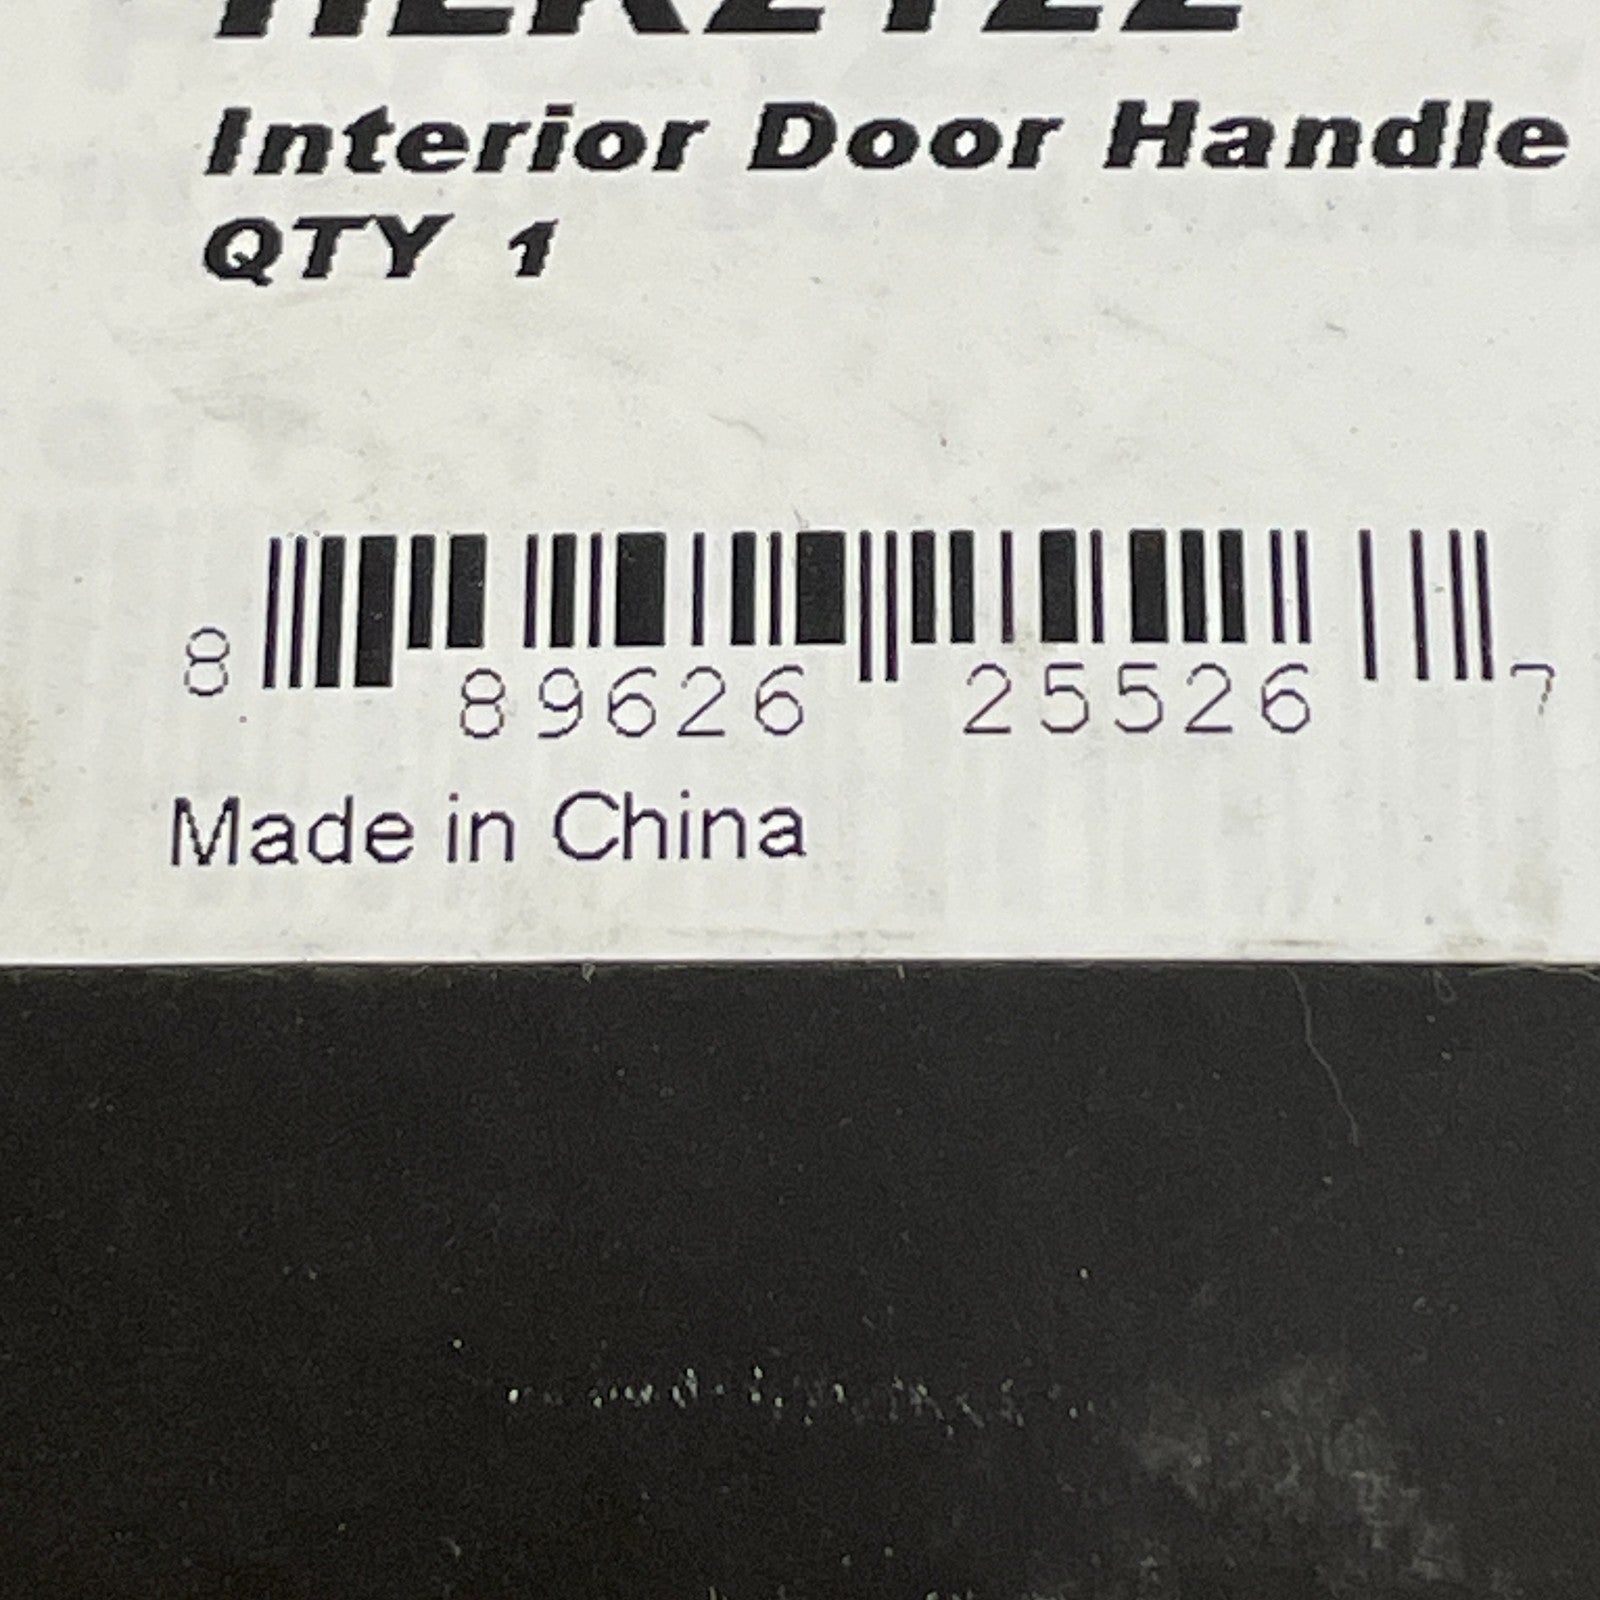 Interior Door Handle
QTY 1
8 89626 25526 7
Made in China